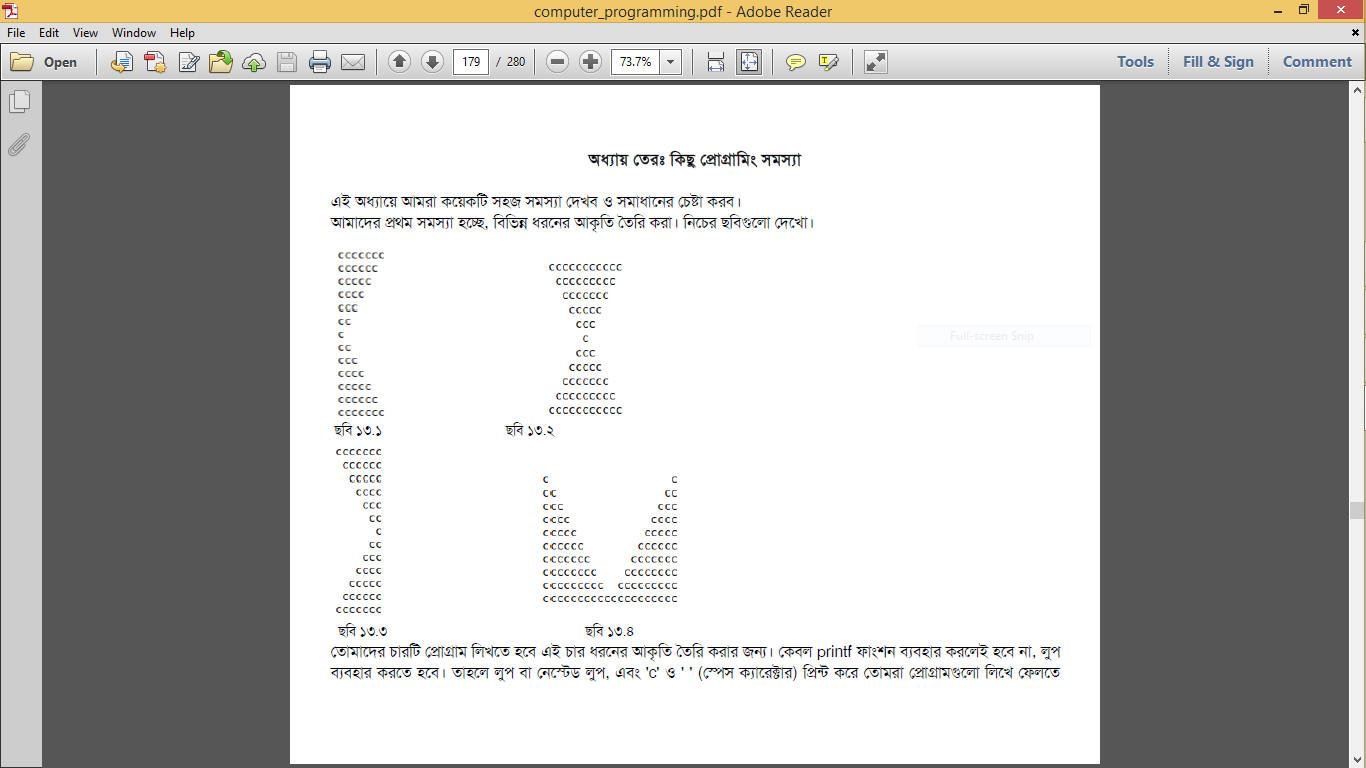 computer_programming.pdf - Adobe Reader
File Edit View Window Help
Open 179 / 280 73.7% Tools Fill & Sign Comment
অধ্যায় তেরঃ কিছু প্রোগ্রামিং সমস্যা
এই অধ্যায়ে আমরা কয়েকটি সহজ সমস্যা দেখব ও সমাধানের চেষ্টা করব।
আমাদের প্রথম সমস্যা হচ্ছে, বিভিন্ন ধরনের আকৃতি তৈরি করা। নিচের ছবিগুলো দেখো।
ccccccc
cccccc
ccccc
cccc
ccc
cc
c
cc
ccc
cccc
ccccc
cccccc
ccccccc
ছবি ১৩.১
ccccccccccc
ccccccccc
ccccccc
ccccc
ccc
c
ccc
ccccc
ccccccc
ccccccccc
ccccccccccc
ছবি ১৩.২
Full-screen Snip
ccccccc
cccccc
ccccc
cccc
ccc
cc
c
cc
ccc
cccc
ccccc
cccccc
ccccccc
ছবি ১৩.৩
c c
cc cc
ccc ccc
cccc cccc
ccccc ccccc
cccccc cccccc
ccccccc ccccccc
cccccccc cccccccc
ccccccccc ccccccccc
cccccccccccccccccccc
ছবি ১৩.৪
তোমাদের চারটি প্রোগ্রাম লিখতে হবে এই চার ধরনের আকৃতি তৈরি করার জন্য। কেবল printf ফাংশন ব্যবহার করলেই হবে না, লুপ
ব্যবহার করতে হবে। তাহলে লুপ বা নেস্টেড লুপ, এবং 'c' ও ' ' (স্পেস ক্যারেক্টার) প্রিন্ট করে তোমরা প্রোগ্রামগুলো লিখে ফেলতে